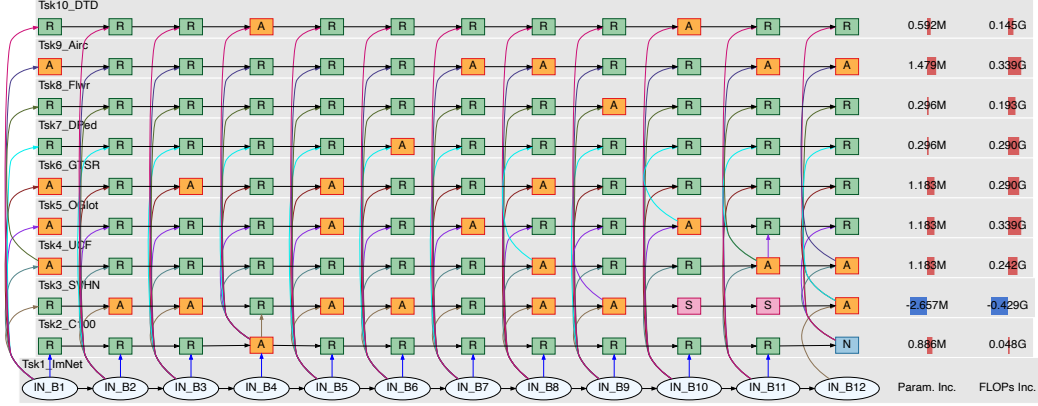 Tsk10_DTD
R R R A R R R R R A R R 0.592M 0.145G
Tsk9_Airc
A R R R R R A A R R A A 1.479M 0.339G
Tsk8_Flwr
R R R R R R R R A R R R 0.296M 0.193G
Tsk7_DPed
R R R R R A R R R R R R 0.296M 0.290G
Tsk6_GTSR
A R A R A R R A R R R R 1.183M 0.290G
Tsk5_OGlot
A R R R A R A R R A R R 1.183M 0.339G
Tsk4_UCF
A R R R R R R A R R A A 1.183M 0.242G
Tsk3_SVHN
R A A R A A R A A S S A -2.657M -0.429G
Tsk2_C100
R R R A R R R R R R R N 0.886M 0.048G
Tsk1_ImNet
IN_B1 IN_B2 IN_B3 IN_B4 IN_B5 IN_B6 IN_B7 IN_B8 IN_B9 IN_B10 IN_B11 IN_B12 Param. Inc. FLOPs Inc.